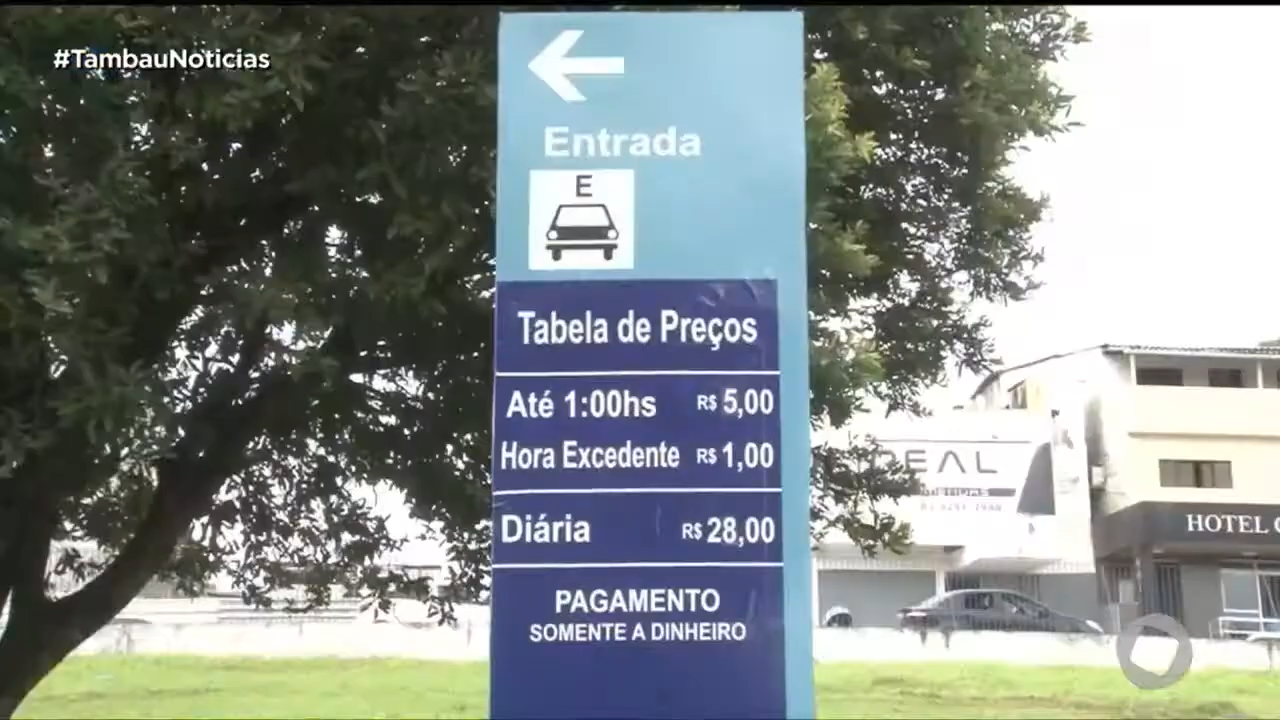 #TambauNoticias
Entrada
E
Tabela de Preços
Até 1:00hs R$ 5,00
Hora Excedente R$ 1,00
Diária R$ 28,00
PAGAMENTO
SOMENTE A DINHEIRO
HOTEL